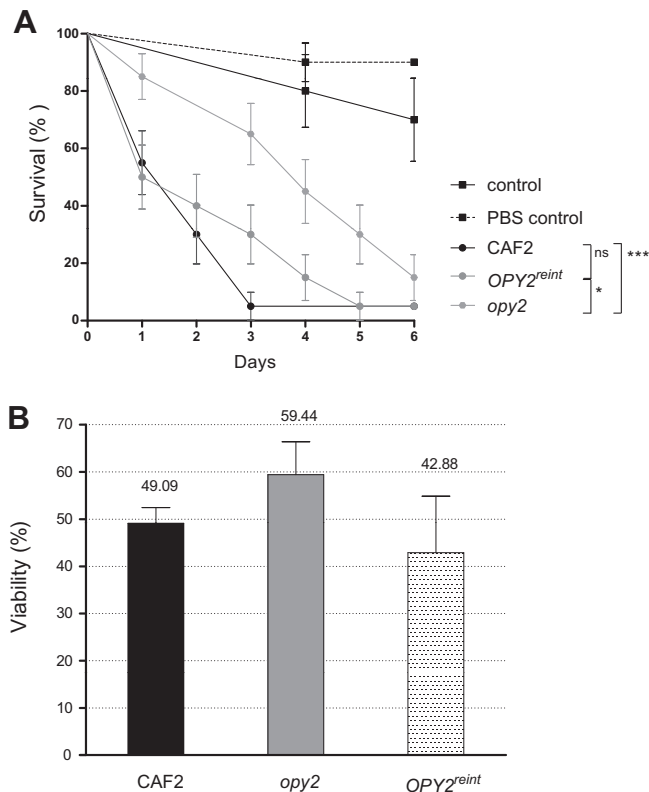 A
Survival (% )
100
80
60
40
20
0
0 1 2 3 4 5 6
Days
control
PBS control
CAF2
OPY2reint
opy2
ns
*
***
B
Viability (%)
70
60
50
40
30
20
10
0
49.09
59.44
42.88
CAF2 opy2 OPY2reint